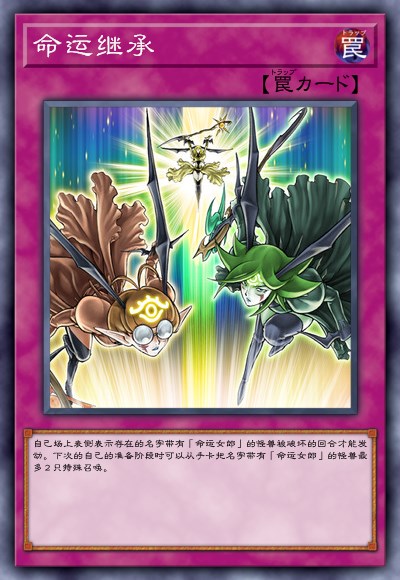 命运继承
トラップ
罠
トラップ
【罠カード】
自己场上表侧表示存在的名字带有「命运女郎」的怪兽被破坏的回合才能发
动。下次的自己的准备阶段时可以从手卡把名字带有「命运女郎」的怪兽最
多２只特殊召唤。